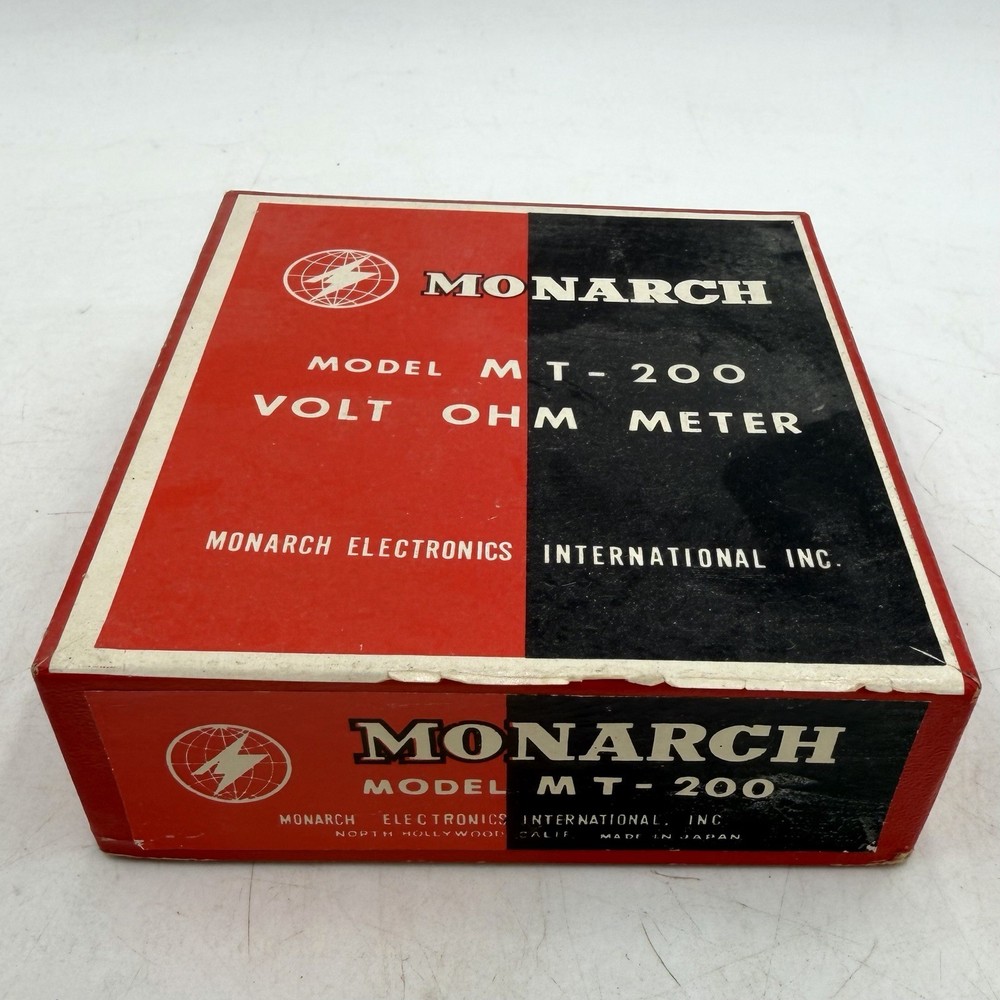 MONARCH
MODEL MT-200
VOLT OHM METER
MONARCH ELECTRONICS INTERNATIONAL INC.
MONARCH
MODEL MT-200
MONARCH ELECTRONICS INTERNATIONAL, INC
NORTH HOLLYWOOD CALIF. MADE IN JAPAN